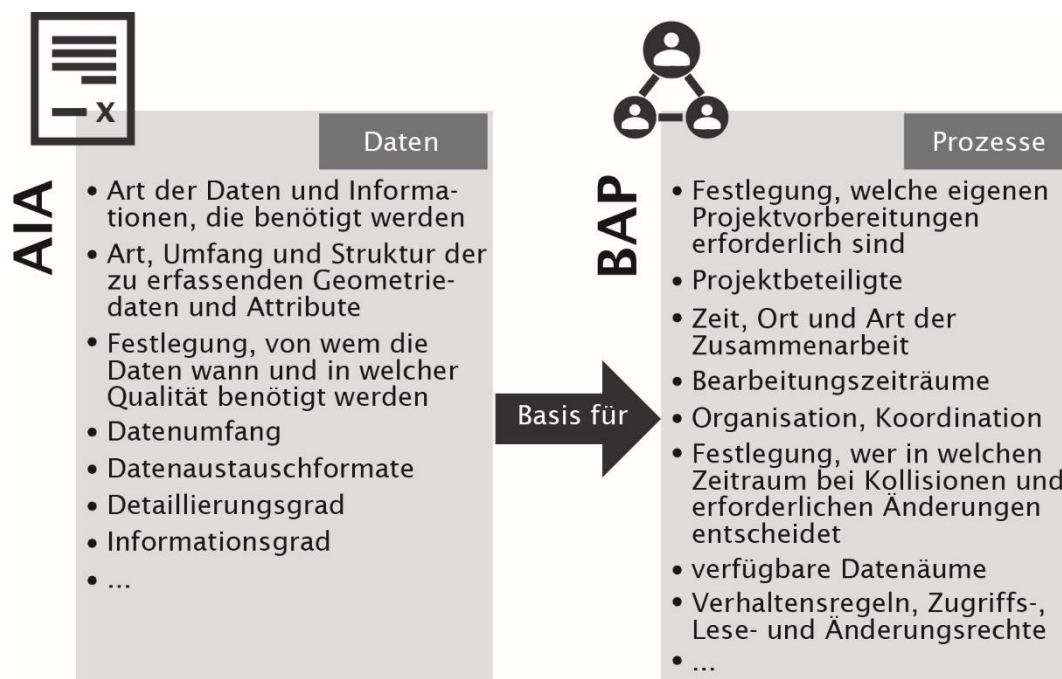 x
AIA
Daten
• Art der Daten und Informa-
tionen, die benötigt werden
• Art, Umfang und Struktur der
zu erfassenden Geometrie-
daten und Attribute
• Festlegung, von wem die
Daten wann und in welcher
Qualität benötigt werden
• Datenumfang
• Datenaustauschformate
• Detaillierungsgrad
• Informationsgrad
• ...
Basis für
BAP
Prozesse
• Festlegung, welche eigenen
Projektvorbereitungen
erforderlich sind
• Projektbeteiligte
• Zeit, Ort und Art der
Zusammenarbeit
• Bearbeitungszeiträume
• Organisation, Koordination
• Festlegung, wer in welchen
Zeitraum bei Kollisionen und
erforderlichen Änderungen
entscheidet
• verfügbare Datenäume
• Verhaltensregeln, Zugriffs-,
Lese- und Änderungsrechte
• ...